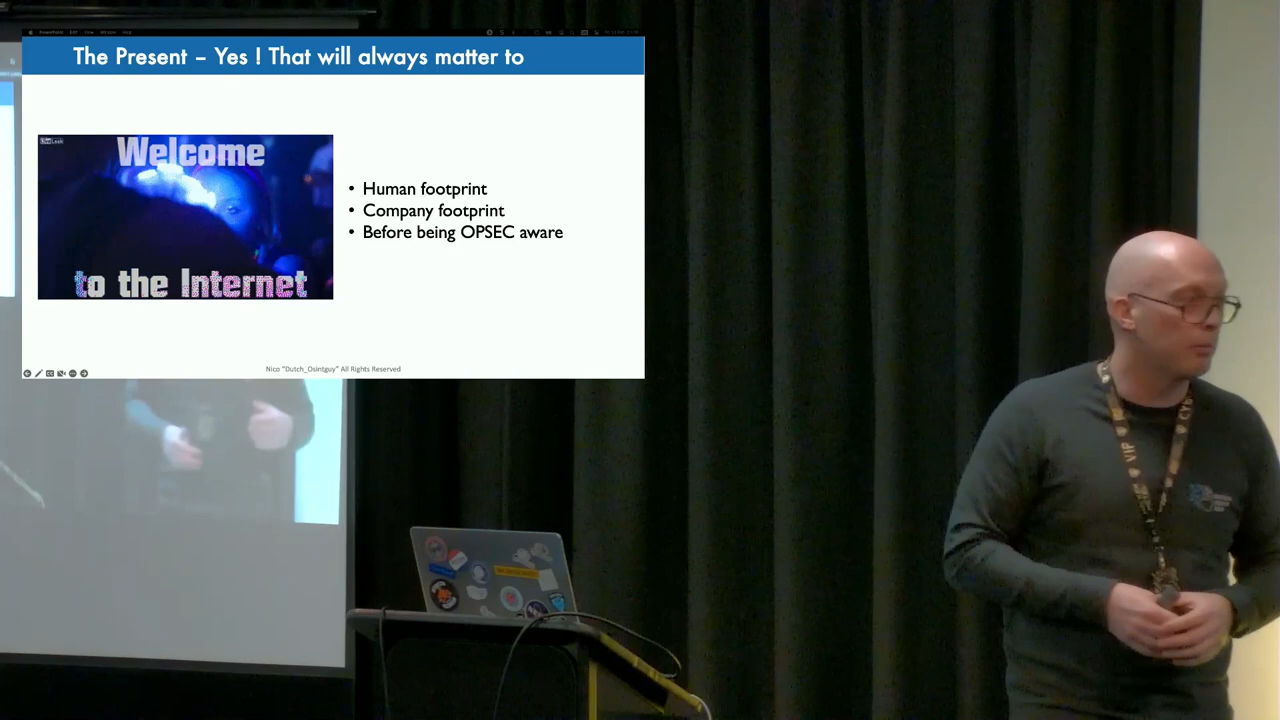 The Present – Yes ! That will always matter to
Welcome
to the Internet
• Human footprint
• Company footprint
• Before being OPSEC aware
Nico "Dutch_Osintguy" All Rights Reserved
VIP